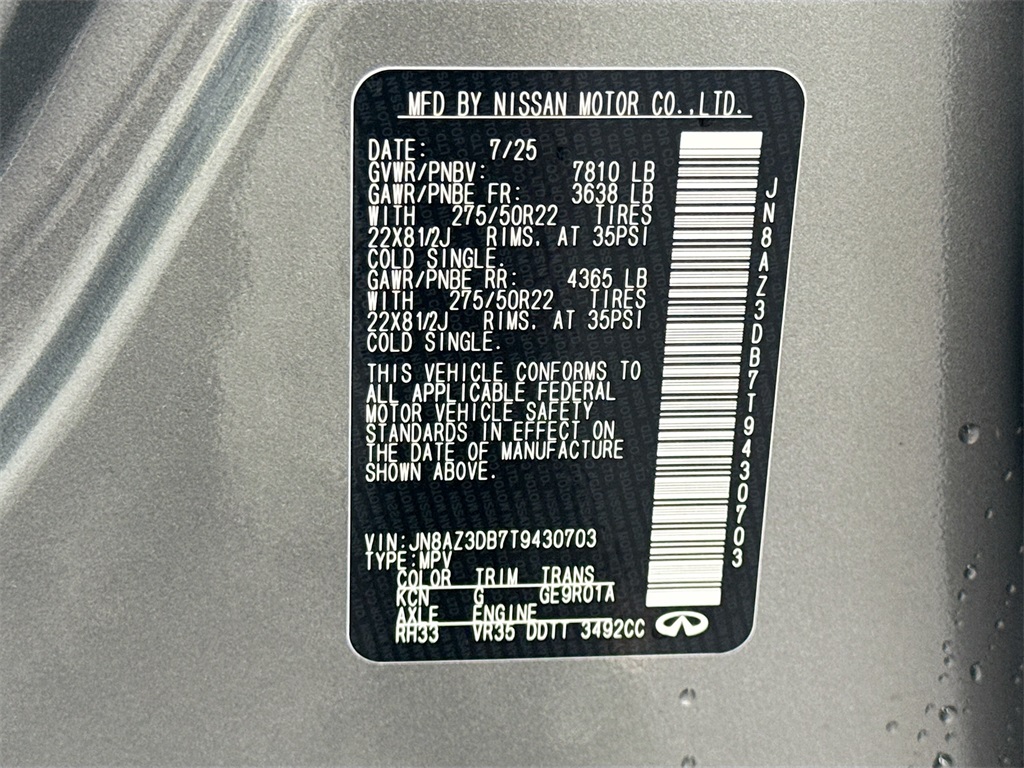 MFD BY NISSAN MOTOR CO.,LTD.
DATE: 7/25
GVWR/PNBV: 7810 LB
GAWR/PNBE FR: 3638 LB
WITH 275/50R22 TIRES
22X81/2J RIMS. AT 35PSI
COLD SINGLE.
GAWR/PNBE RR: 4365 LB
WITH 275/50R22 TIRES
22X81/2J RIMS. AT 35PSI
COLD SINGLE.
THIS VEHICLE CONFORMS TO
ALL APPLICABLE FEDERAL
MOTOR VEHICLE SAFETY
STANDARDS IN EFFECT ON
THE DATE OF MANUFACTURE
SHOWN ABOVE.
VIN:JN8AZ3DB7T9430703
TYPE:MPV
COLOR TRIM TRANS
KCN G GE9R01A
AXLE ENGINE
RH33 VR35 DDTT 3492CC
JN8AZ3DB7T9430703